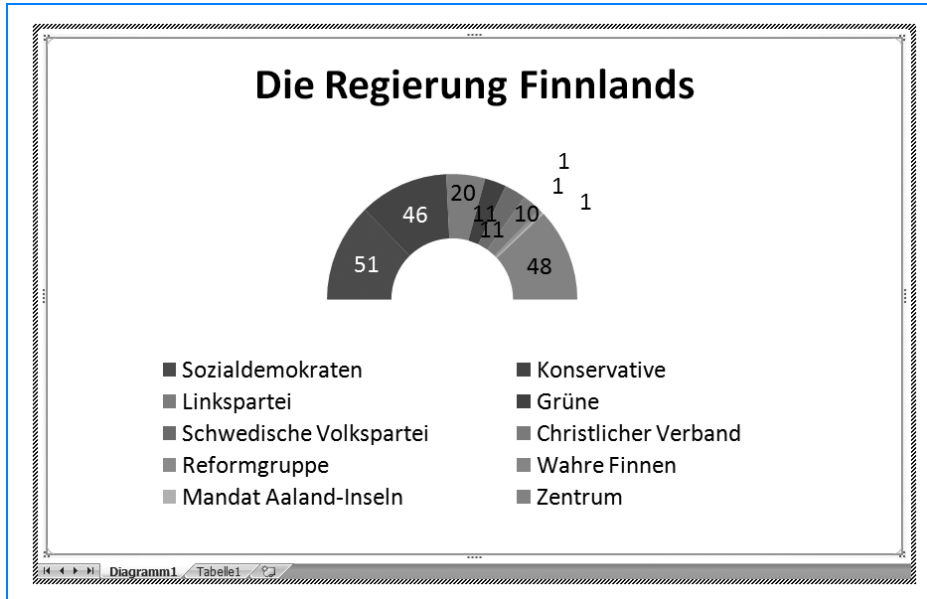 Die Regierung Finnlands
1
1
1
20
46
11
10
11
51
48
Sozialdemokraten
Konservative
Linkspartei
Grüne
Schwedische Volkspartei
Christlicher Verband
Reformgruppe
Wahre Finnen
Mandat Aaland-Inseln
Zentrum
Diagramm1 Tabelle1